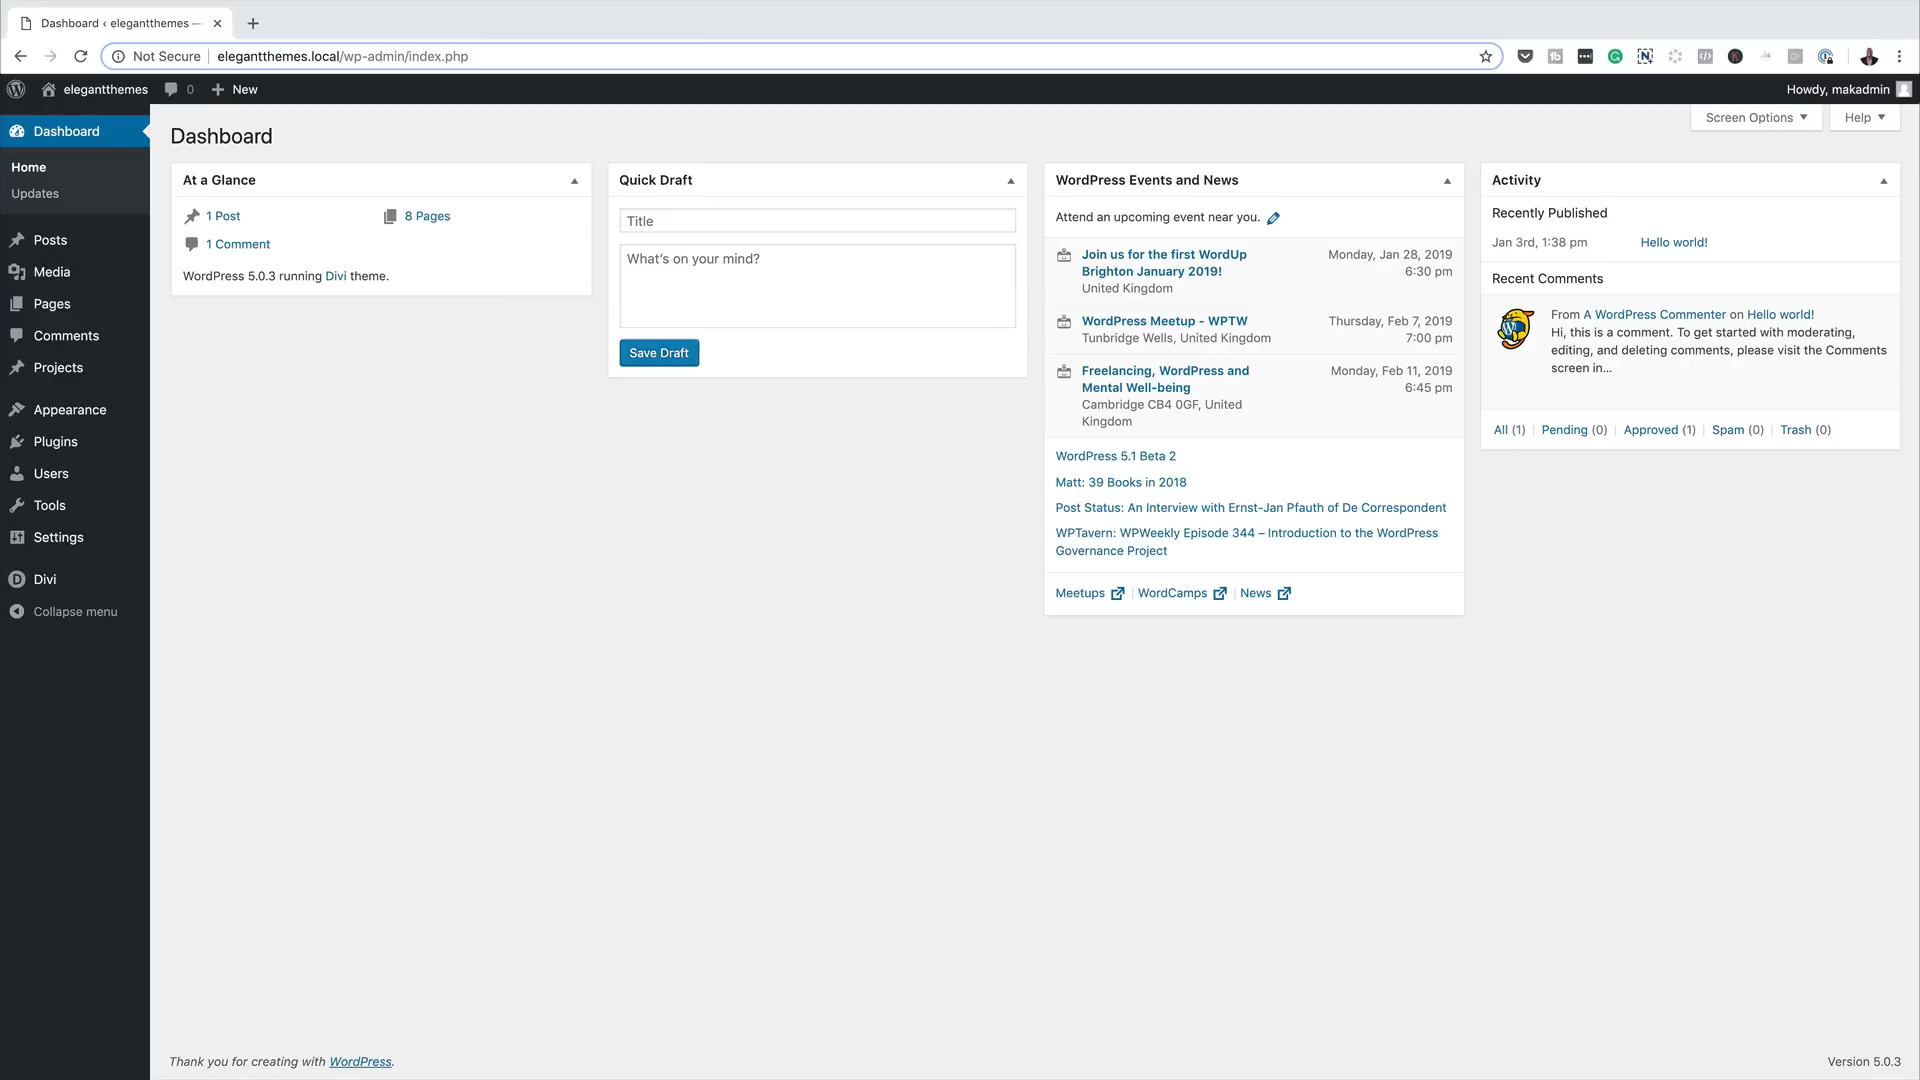 Dashboard ‹ elegantthemes —
Not Secure
elegantthemes.local/wp-admin/index.php
elegantthemes
0
New
Howdy, makadmin
Dashboard
Home
Updates
Posts
Media
Pages
Comments
Projects
Appearance
Plugins
Users
Tools
Settings
Divi
Collapse menu
Dashboard
Screen Options
Help
At a Glance
1 Post
8 Pages
1 Comment
WordPress 5.0.3 running Divi theme.
Quick Draft
Title
What's on your mind?
Save Draft
WordPress Events and News
Attend an upcoming event near you.
Join us for the first WordUp
Brighton January 2019!
United Kingdom
Monday, Jan 28, 2019
6:30 pm
WordPress Meetup - WPTW
Tunbridge Wells, United Kingdom
Thursday, Feb 7, 2019
7:00 pm
Freelancing, WordPress and
Mental Well-being
Cambridge CB4 0GF, United
Kingdom
Monday, Feb 11, 2019
6:45 pm
WordPress 5.1 Beta 2
Matt: 39 Books in 2018
Post Status: An Interview with Ernst-Jan Pfauth of De Correspondent
WPTavern: WPWeekly Episode 344 – Introduction to the WordPress
Governance Project
Meetups | WordCamps | News
Activity
Recently Published
Jan 3rd, 1:38 pm
Hello world!
Recent Comments
From A WordPress Commenter on Hello world!
Hi, this is a comment. To get started with moderating,
editing, and deleting comments, please visit the Comments
screen in…
All (1) | Pending (0) | Approved (1) | Spam (0) | Trash (0)
Thank you for creating with WordPress.
Version 5.0.3